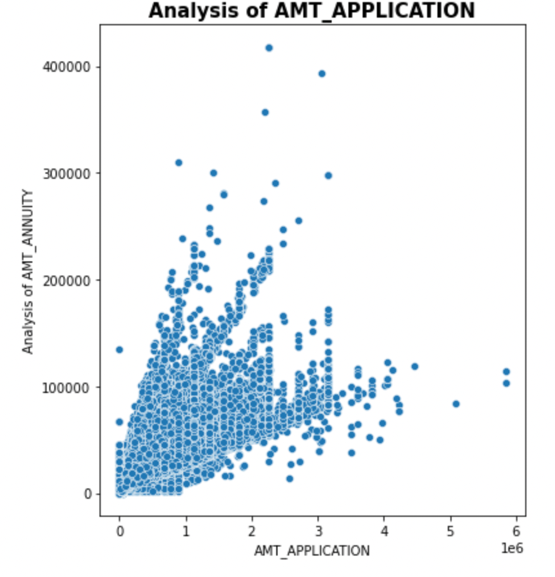 Analysis of AMT_APPLICATION
400000
300000
200000
100000
0
Analysis of AMT_ANNUITY
0 1 2 3 4 5 6
1e6
AMT_APPLICATION